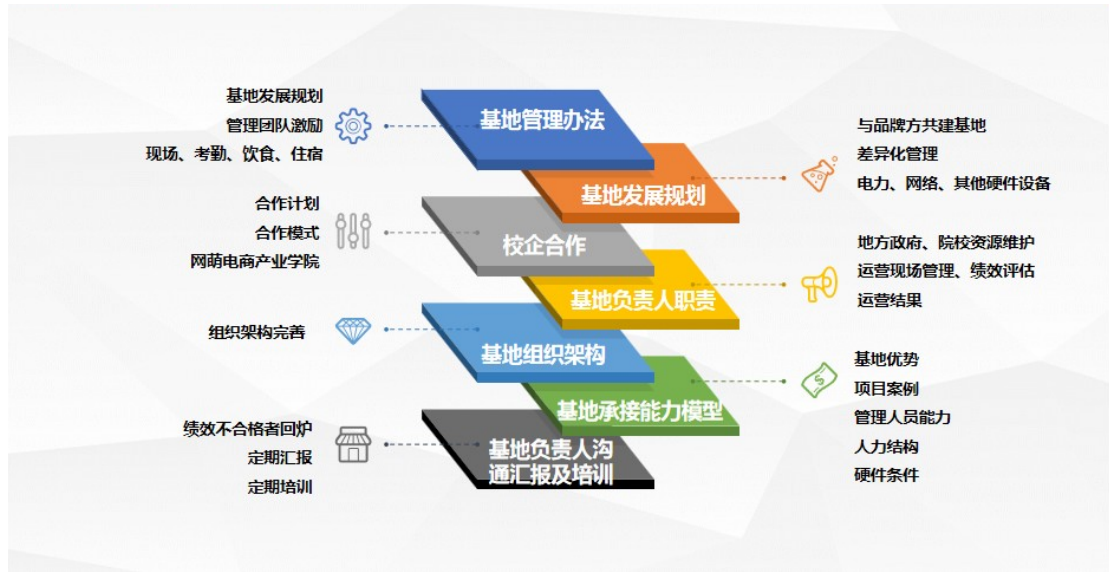 基地发展规划
管理团队激励
现场、考勤、饮食、住宿
基地管理办法
与品牌方共建基地
差异化管理
电力、网络、其他硬件设备
基地发展规划
合作计划
合作模式
网萌电商产业学院
校企合作
地方政府、院校资源维护
运营现场管理、绩效评估
运营结果
基地负责人职责
组织架构完善
基地组织架构
基地优势
项目案例
管理人员能力
人力结构
硬件条件
基地承接能力模型
绩效不合格者回炉
定期汇报
定期培训
基地负责人沟
通汇报及培训